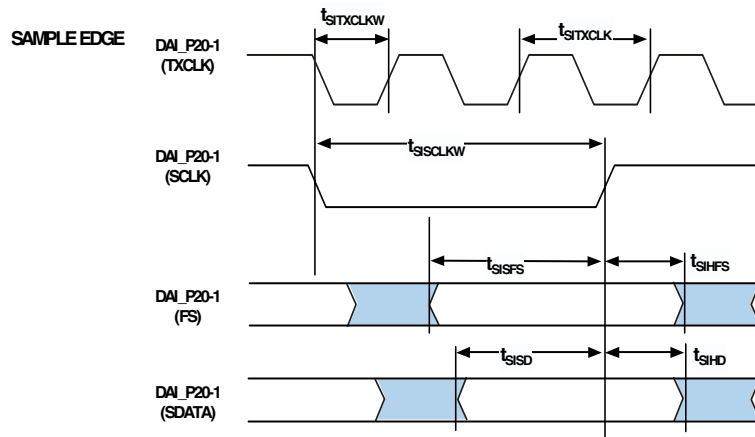 SAMPLE EDGE
DAI_P20-1
(TXCLK)
tSITXCLKW
tSITXCLK
DAI_P20-1
(SCLK)
tSISCLKW
DAI_P20-1
(FS)
tSISFS
tSIHFS
DAI_P20-1
(SDATA)
tSISD
tSIHD